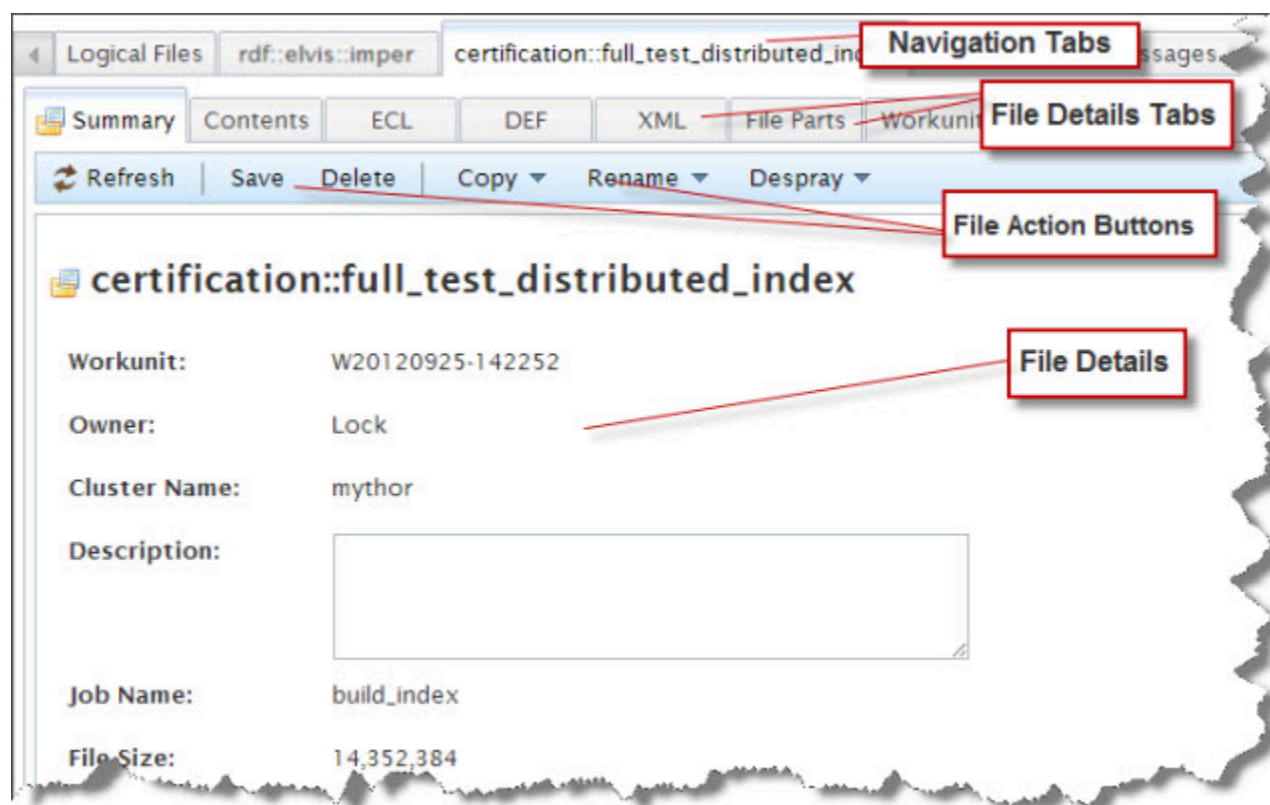 Logical Files rdf::elvis::imper certification::full_test_distributed_in Navigation Tabs ssages
Summary Contents ECL DEF XML File Parts Workunit File Details Tabs
Refresh Save Delete Copy Rename Despray
File Action Buttons
certification::full_test_distributed_index
Workunit: W20120925-142252
File Details
Owner: Lock
Cluster Name: mythor
Description:
Job Name: build_index
File Size: 14,352,384